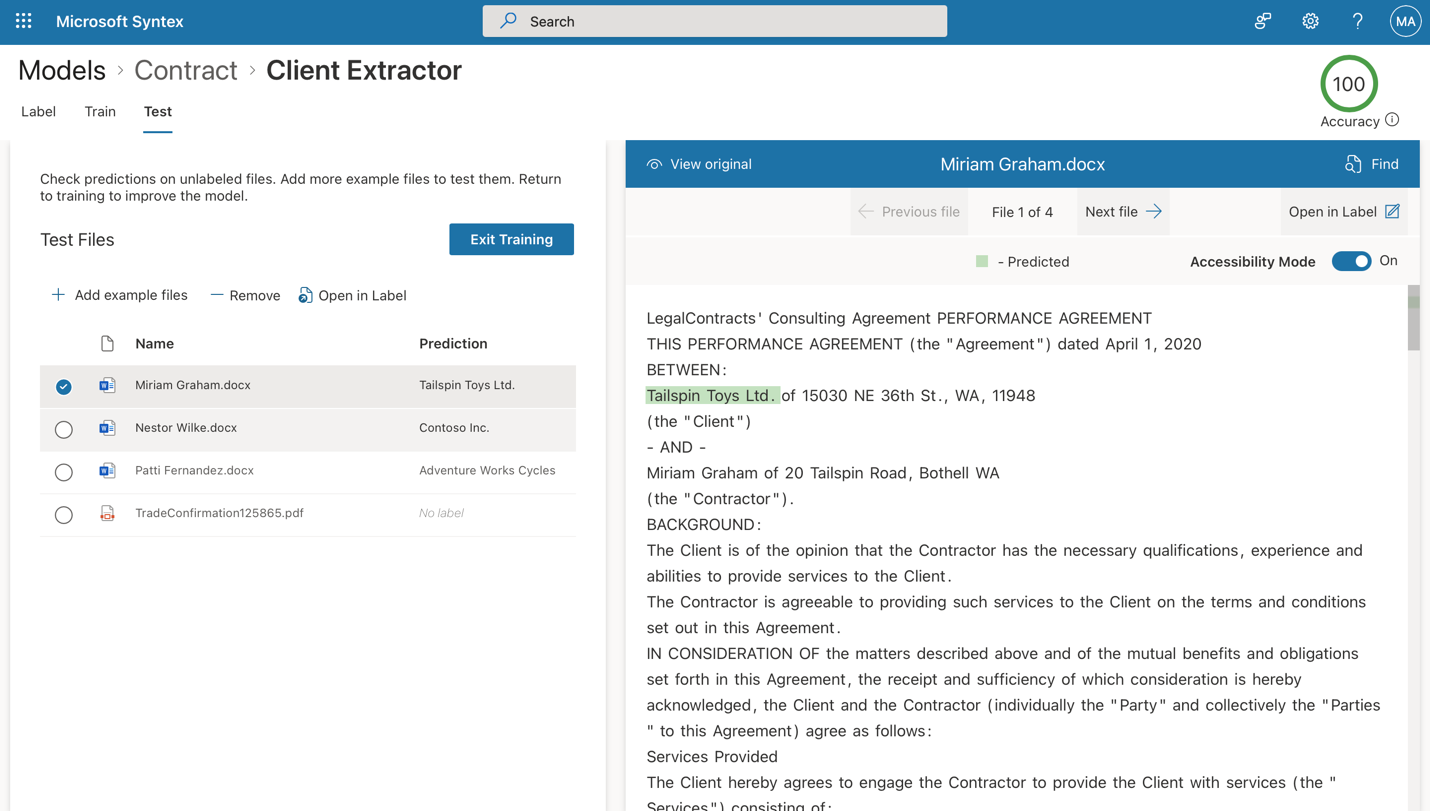 Microsoft Syntex
Search
MA
Models > Contract > Client Extractor
100
Accuracy
Label Train Test
Check predictions on unlabeled files. Add more example files to test them. Return
to training to improve the model.
Test Files
Exit Training
Add example files
Remove
Open in Label
Name Prediction
Miriam Graham.docx Tailspin Toys Ltd.
Nestor Wilke.docx Contoso Inc.
Patti Fernandez.docx Adventure Works Cycles
TradeConfirmation125865.pdf No label
View original
Miriam Graham.docx
Find
Previous file
File 1 of 4
Next file
Open in Label
- Predicted
Accessibility Mode
On
LegalContracts' Consulting Agreement PERFORMANCE AGREEMENT
THIS PERFORMANCE AGREEMENT (the "Agreement") dated April 1, 2020
BETWEEN:
Tailspin Toys Ltd. of 15030 NE 36th St., WA, 11948
(the "Client")
- AND -
Miriam Graham of 20 Tailspin Road, Bothell WA
(the "Contractor").
BACKGROUND:
The Client is of the opinion that the Contractor has the necessary qualifications, experience and
abilities to provide services to the Client.
The Contractor is agreeable to providing such services to the Client on the terms and conditions
set out in this Agreement.
IN CONSIDERATION OF the matters described above and of the mutual benefits and obligations
set forth in this Agreement, the receipt and sufficiency of which consideration is hereby
acknowledged, the Client and the Contractor (individually the "Party" and collectively the "Parties
" to this Agreement) agree as follows:
Services Provided
The Client hereby agrees to engage the Contractor to provide the Client with services (the "
Services") consisting of: